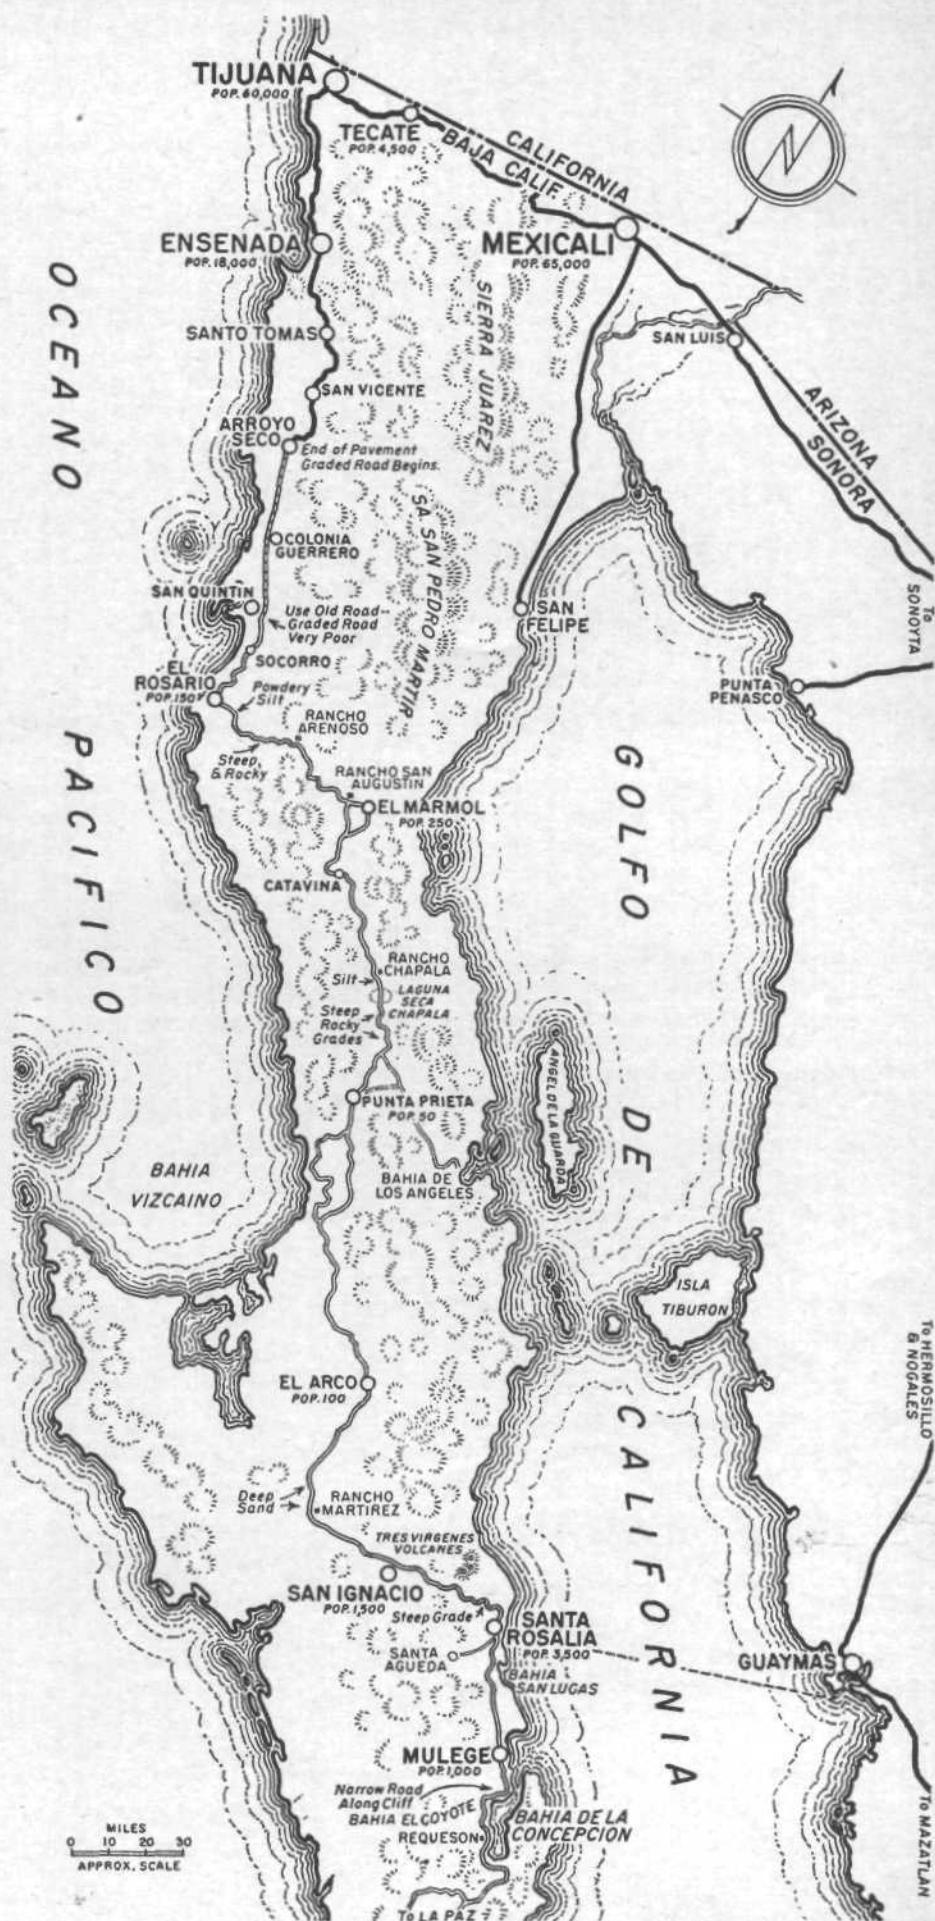 TIJUANA
POP. 60,000
TECATE
POP. 4,500
CALIFORNIA
BAJA CALIF.
ENSENADA
POP. 18,000
MEXICALI
POP. 65,000
OCEANO
PACIFICO
SANTO TOMAS
SIERRA JUAREZ
SAN LUIS
SAN VICENTE
ARROYO
SECO
End of Pavement
Graded Road Begins.
ARIZONA
SONORA
SA. SAN PEDRO MARTIR
COLONIA
GUERRERO
SAN QUINTIN
Use Old Road--
Graded Road
Very Poor
SAN
FELIPE
To
SONOYTA
SOCORRO
EL
ROSARIO
POP. 150
Powdery
Silt
PUNTA
PENASCO
RANCHO
ARENOSO
Steep,
& Rocky
RANCHO SAN
AUGUSTIN
EL MARMOL
POP. 250
GOLFO
DE
CALIFORNIA
CATAVINA
RANCHO
CHAPALA
Silt
LAGUNA
SECA
CHAPALA
Steep
Rocky
Grades
ANGEL DE LA GUARDA
PUNTA PRIETA
POP. 50
BAHIA
VIZCAINO
BAHIA DE
LOS ANGELES
ISLA
TIBURON
To HERMOSILLO
& NOGALES
EL ARCO
POP. 100
Deep
Sand
RANCHO
MARTIREZ
TRES VIRGENES
VOLCANES
SAN IGNACIO
POP. 1,500
Steep Grade
SANTA
ROSALIA
POP. 3,500
SANTA
AGUEDA
GUAYMAS
BAHIA
SAN LUCAS
MULEGE
POP. 1,000
Narrow Road
Along Cliff
BAHIA EL COYOTE
BAHIA DE LA
CONCEPCION
REQUESON
To MAZATLAN
MILES
0 10 20 30
APPROX. SCALE
To LA PAZ